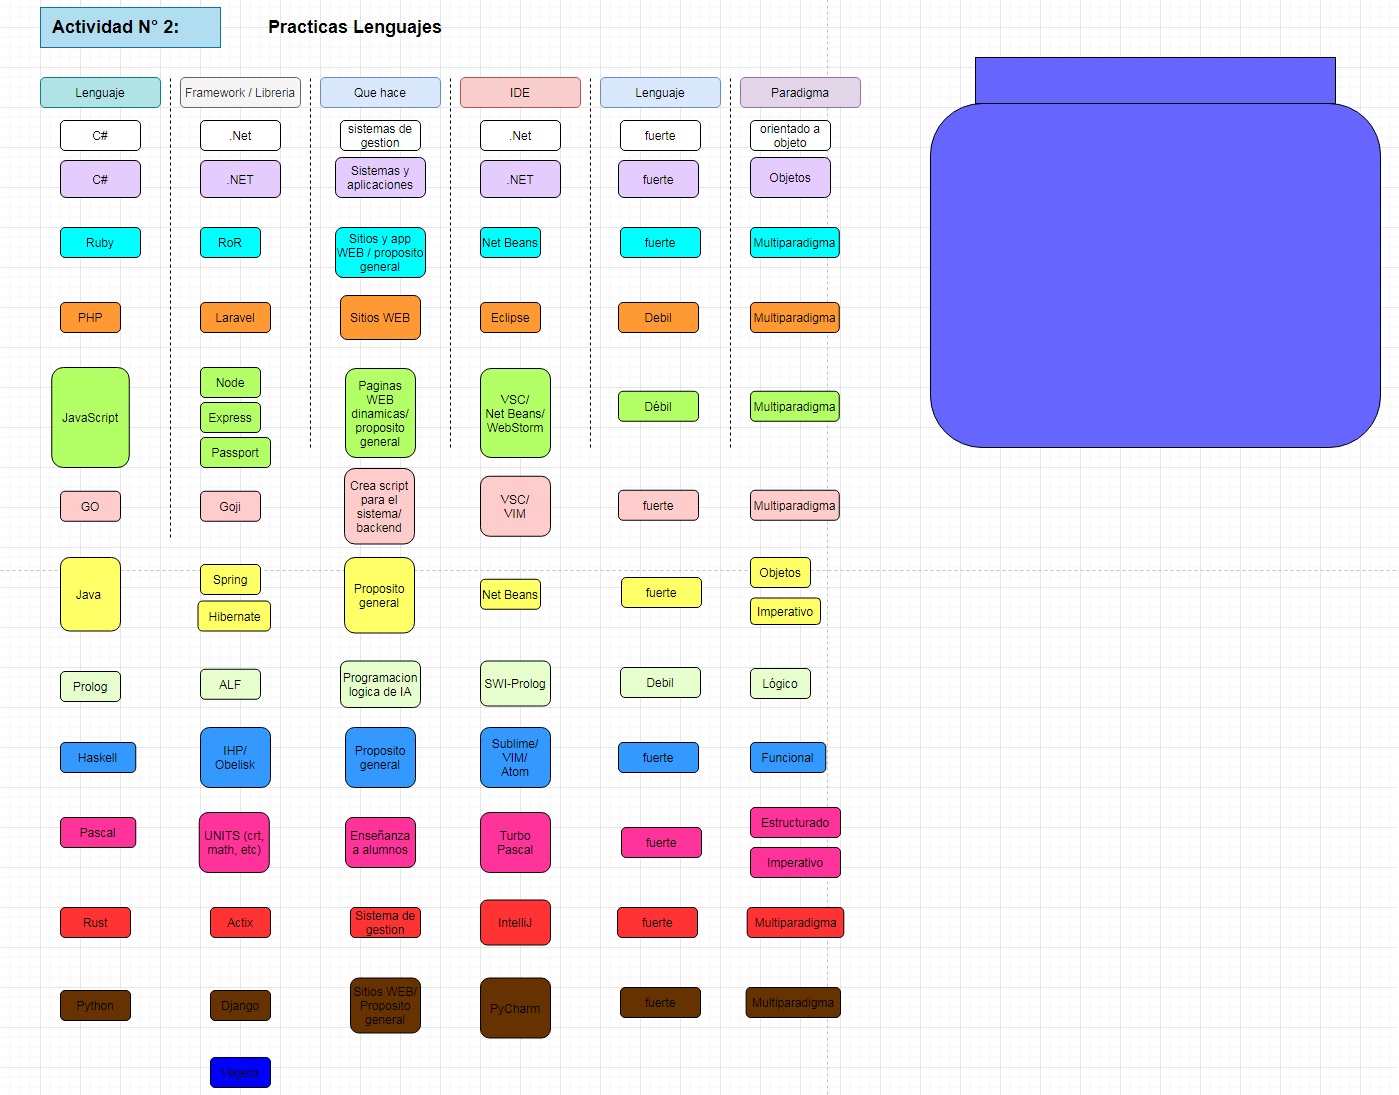 Actividad N° 2:
Practicas Lenguajes
Lenguaje
Framework / Libreria
Que hace
IDE
Lenguaje
Paradigma
C#
.Net
sistemas de
gestion
.Net
fuerte
orientado a
objeto
C#
.NET
Sistemas y
aplicaciones
.NET
fuerte
Objetos
Ruby
RoR
Sitios y app
WEB / proposito
general
Net Beans
fuerte
Multiparadigma
PHP
Laravel
Sitios WEB
Eclipse
Debil
Multiparadigma
JavaScript
Node
Express
Passport
Paginas
WEB
dinamicas/
proposito
general
VSC/
Net Beans/
WebStorm
Débil
Multiparadigma
GO
Goji
Crea script
para el
sistema/
backend
VSC/
VIM
fuerte
Multiparadigma
Java
Spring
Hibernate
Proposito
general
Net Beans
fuerte
Objetos
Imperativo
Prolog
ALF
Programacion
logica de IA
SWI-Prolog
Debil
Lógico
Haskell
IHP/
Obelisk
Proposito
general
Sublime/
VIM/
Atom
fuerte
Funcional
Pascal
UNITS (crt,
math, etc)
Enseñanza
a alumnos
Turbo
Pascal
fuerte
Estructurado
Imperativo
Rust
Actix
Sistema de
gestion
IntelliJ
fuerte
Multiparadigma
Python
Django
Sitios WEB/
Proposito
general
PyCharm
fuerte
Multiparadigma
Vegeta